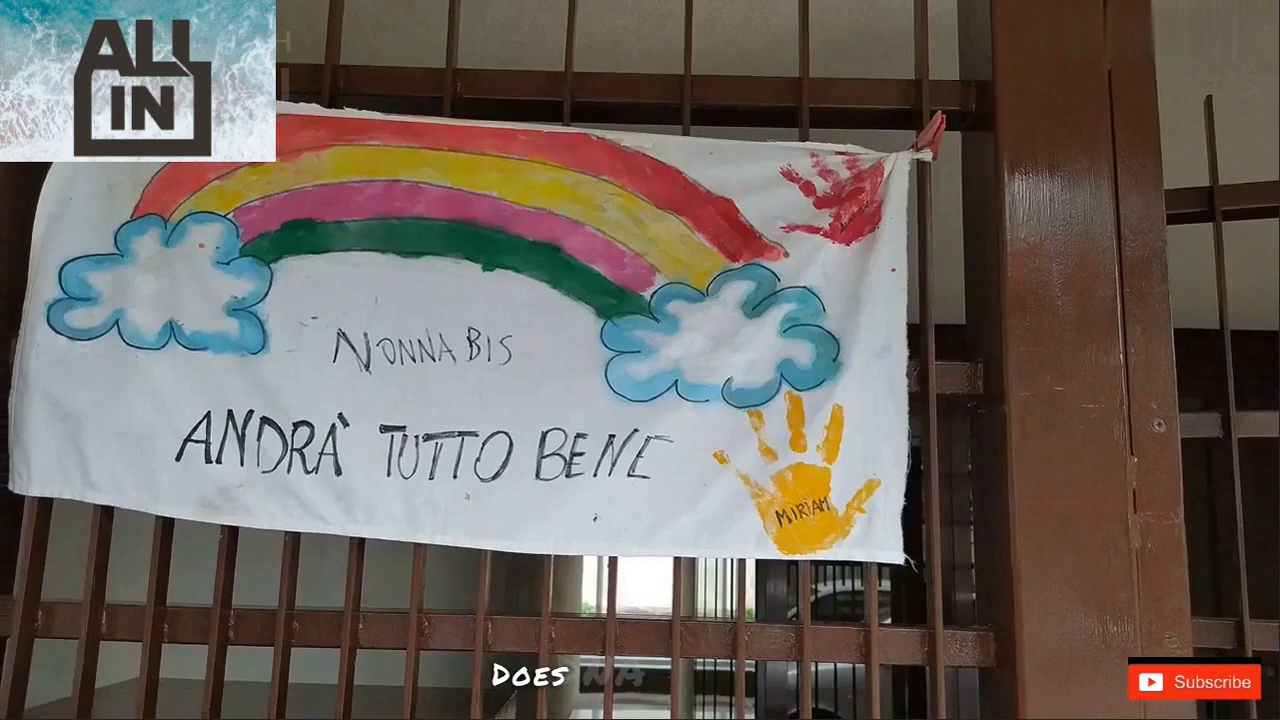 ALL
IN
NONNA BIS
ANDRÀ TUTTO BENE
MIRIAM
DOES
Subscribe